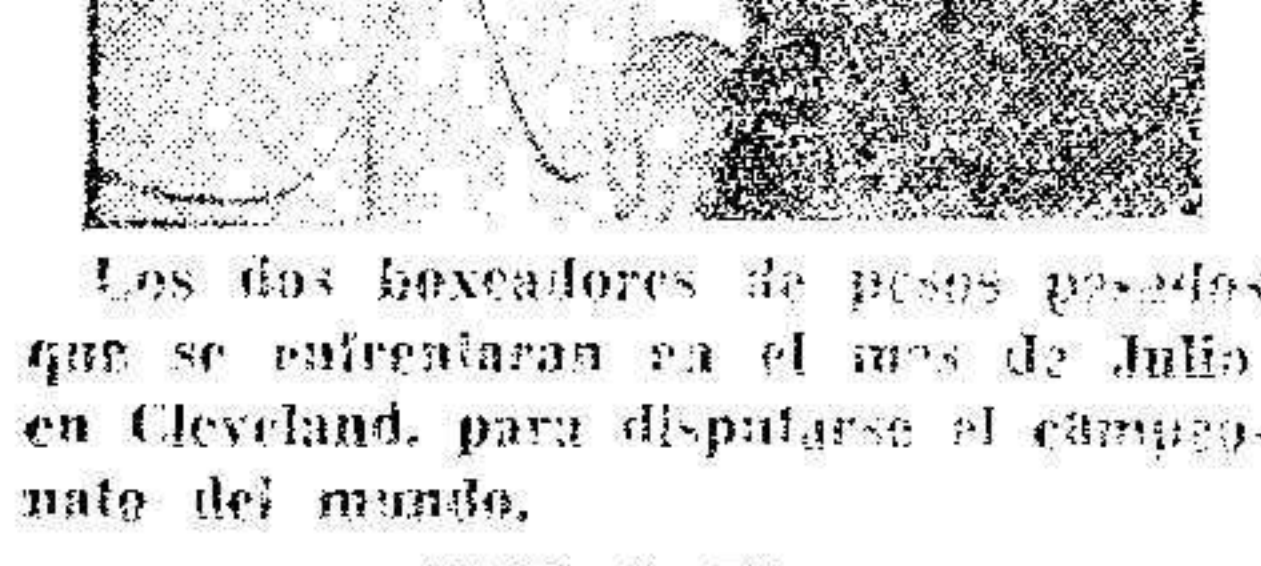 Los dos boxeadores de pesos pesados
que se enfrentaran en el mes de Julio
en Cleveland, para disputarse el campeo-
nato del mundo.